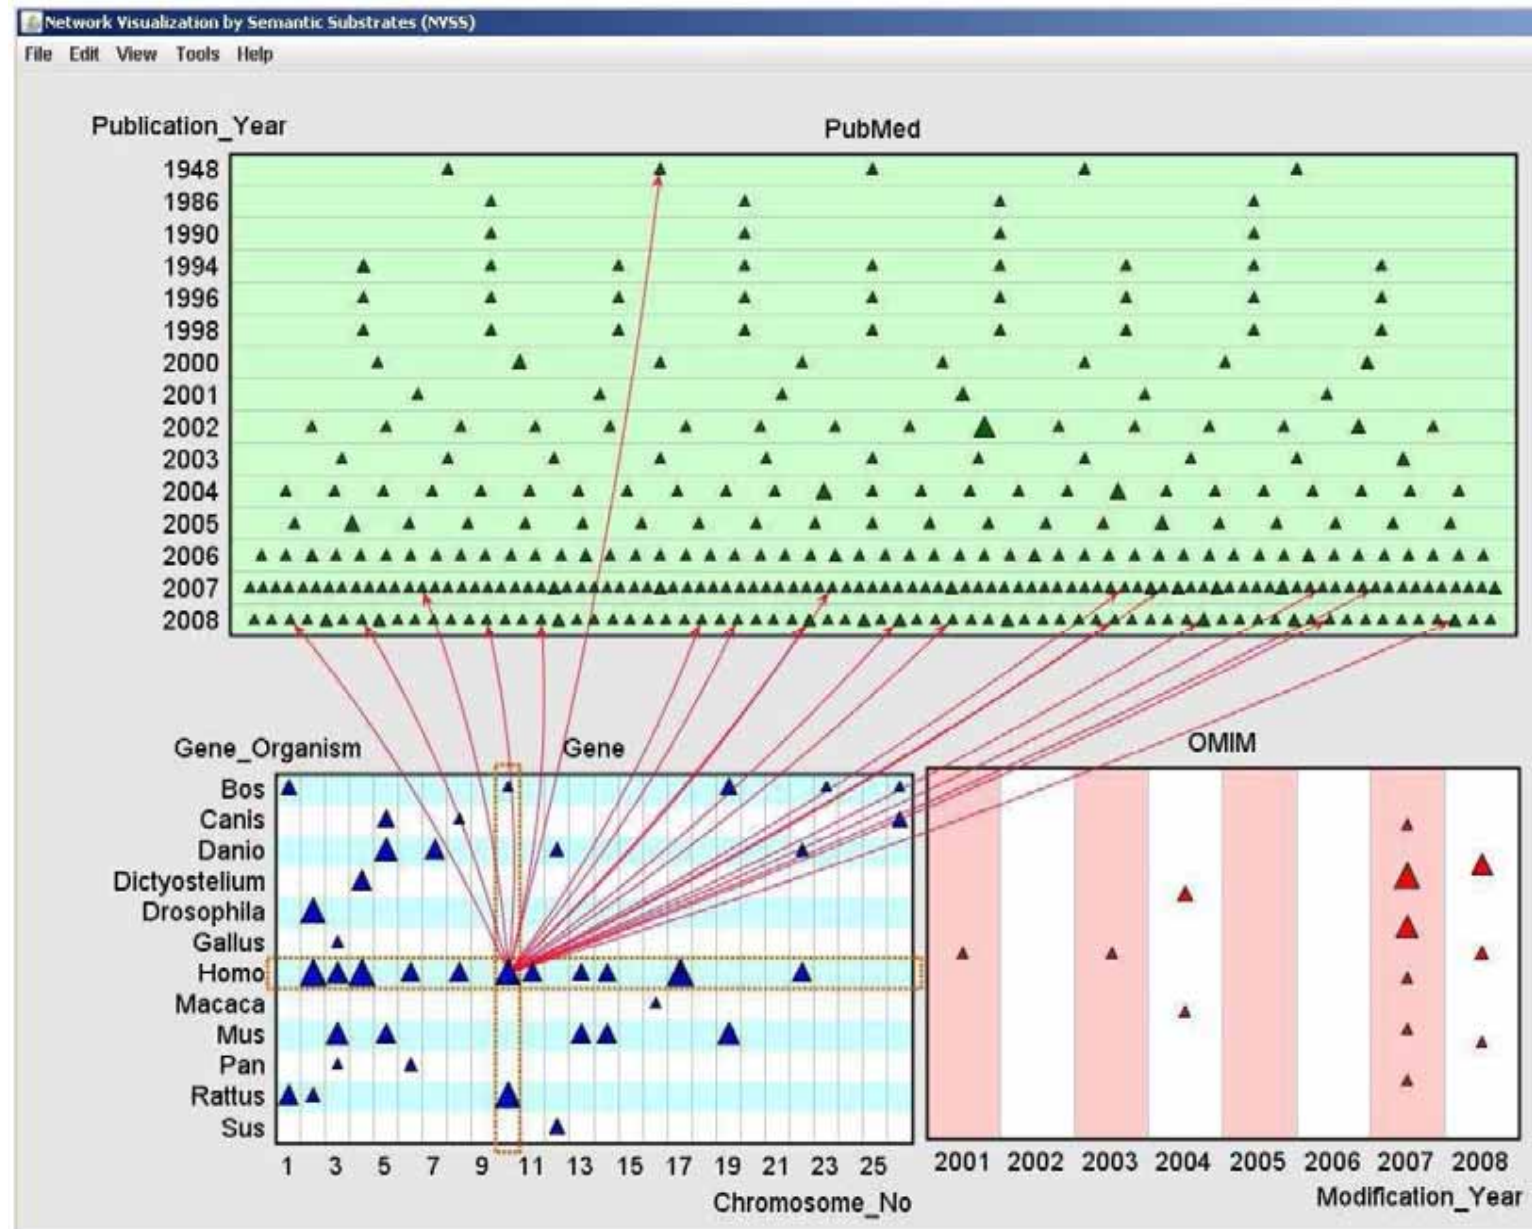 Network Visualization by Semantic Substrates (NVSS)
File Edit View Tools Help
Publication_Year PubMed
1948
1986
1990
1994
1996
1998
2000
2001
2002
2003
2004
2005
2006
2007
2008
Gene_Organism Gene OMIM
Bos
Canis
Danio
Dictyostelium
Drosophila
Gallus
Homo
Macaca
Mus
Pan
Rattus
Sus
1 3 5 7 9 11 13 15 17 19 21 23 25 2001 2002 2003 2004 2005 2006 2007 2008
Chromosome_No Modification_Year